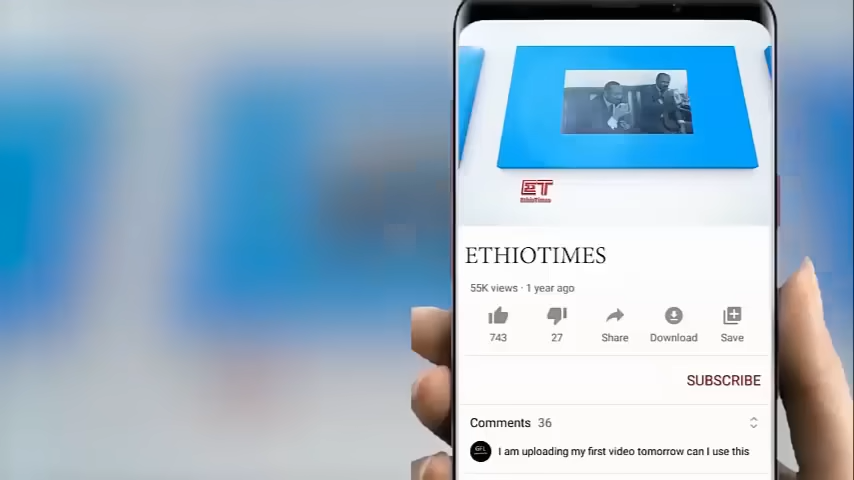 ET
EthioTimes
ETHIOTIMES
55K views · 1 year ago
743
27
Share
Download
Save
SUBSCRIBE
Comments 36
GFL
I am uploading my first video tomorrow can I use this